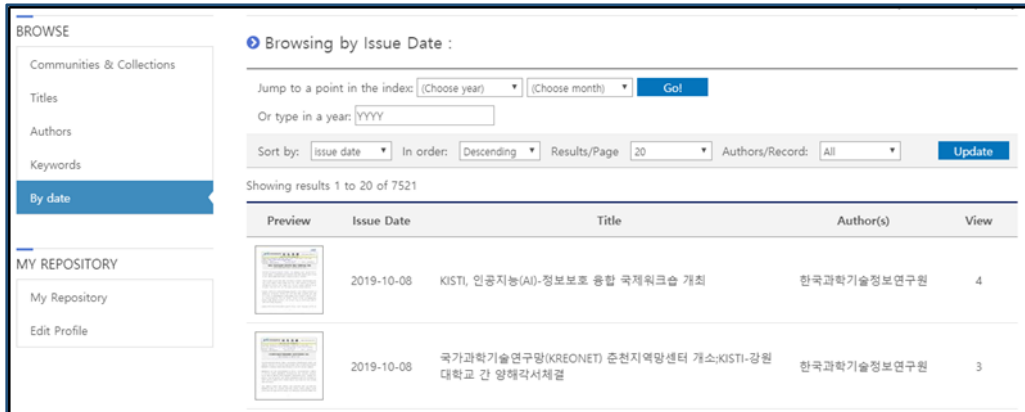 BROWSE
Communities & Collections
Titles
Authors
Keywords
By date
MY REPOSITORY
My Repository
Edit Profile
Browsing by Issue Date :
Jump to a point in the index: (Choose year) (Choose month) Go!
Or type in a year: YYYY
Sort by: issue date In order: Descending Results/Page 20 Authors/Record: All Update
Showing results 1 to 20 of 7521
Preview Issue Date Title Author(s) View
2019-10-08 KISTI, 인공지능(AI)-정보보호 융합 국제워크숍 개최 한국과학기술정보연구원 4
2019-10-08 국가과학기술연구망(KREONET) 춘천지역망센터 개소;KISTI-강원
대학교 간 양해각서체결 한국과학기술정보연구원 3